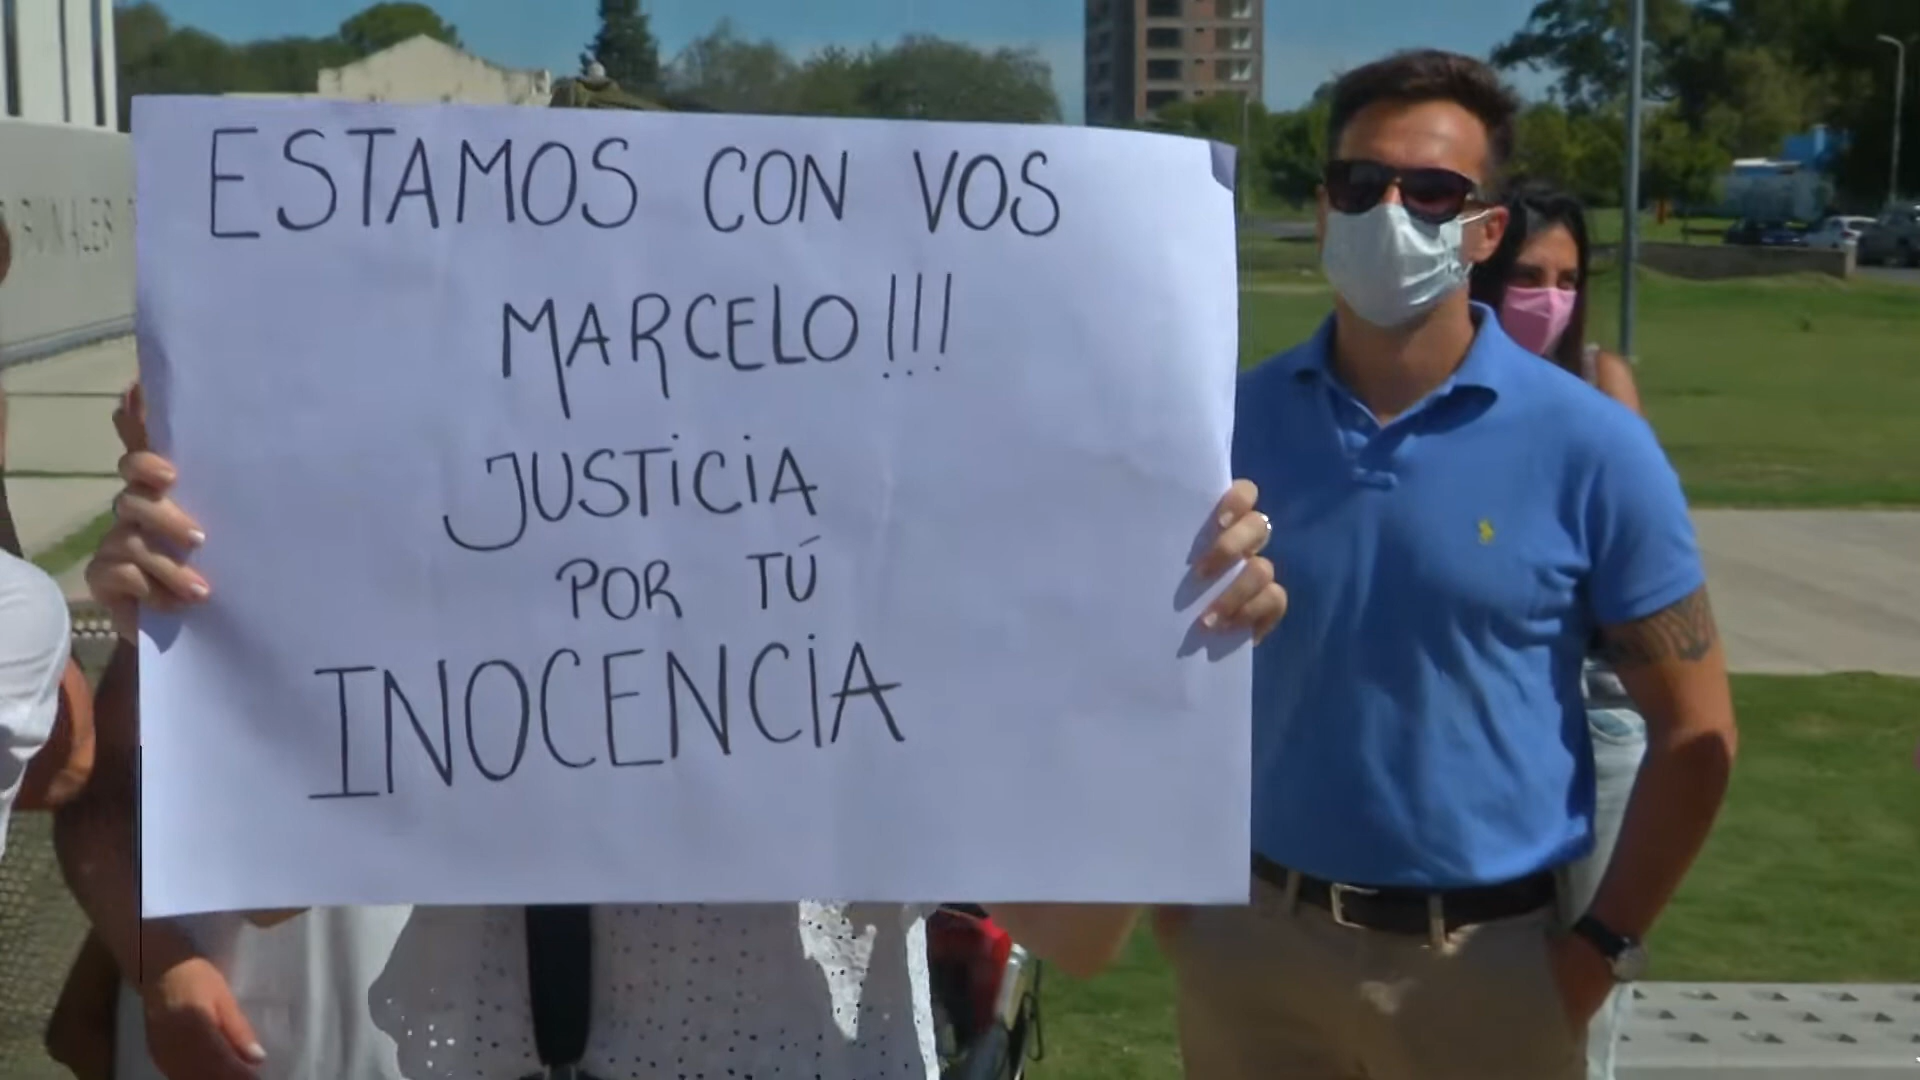 ESTAMOS CON VOS
MARCELO!!!
JUSTICIA
POR TÚ
INOCENCIA